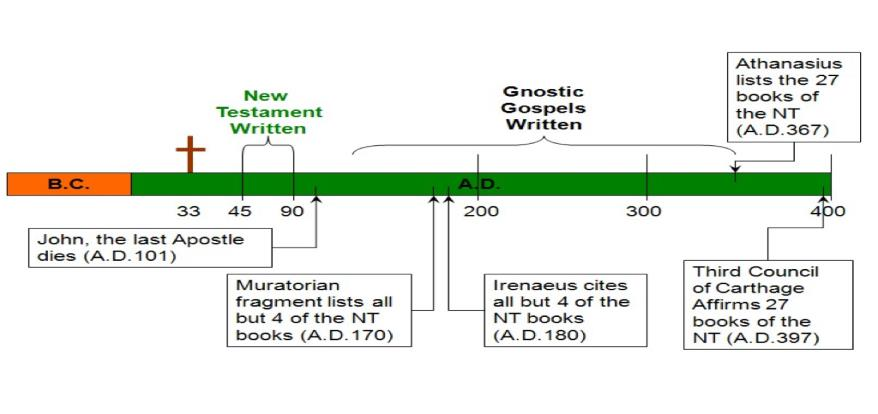 New
Testament
Written
Gnostic
Gospels
Written
Athanasius
lists the 27
books of
the NT
(A.D.367)
B.C.
A.D.
33
45
90
200
300
400
John, the last Apostle
dies (A.D.101)
Muratorian
fragment lists all
but 4 of the NT
books (A.D.170)
Irenaeus cites
all but 4 of the
NT books
(A.D.180)
Third Council
of Carthage
Affirms 27
books of the
NT (A.D.397)